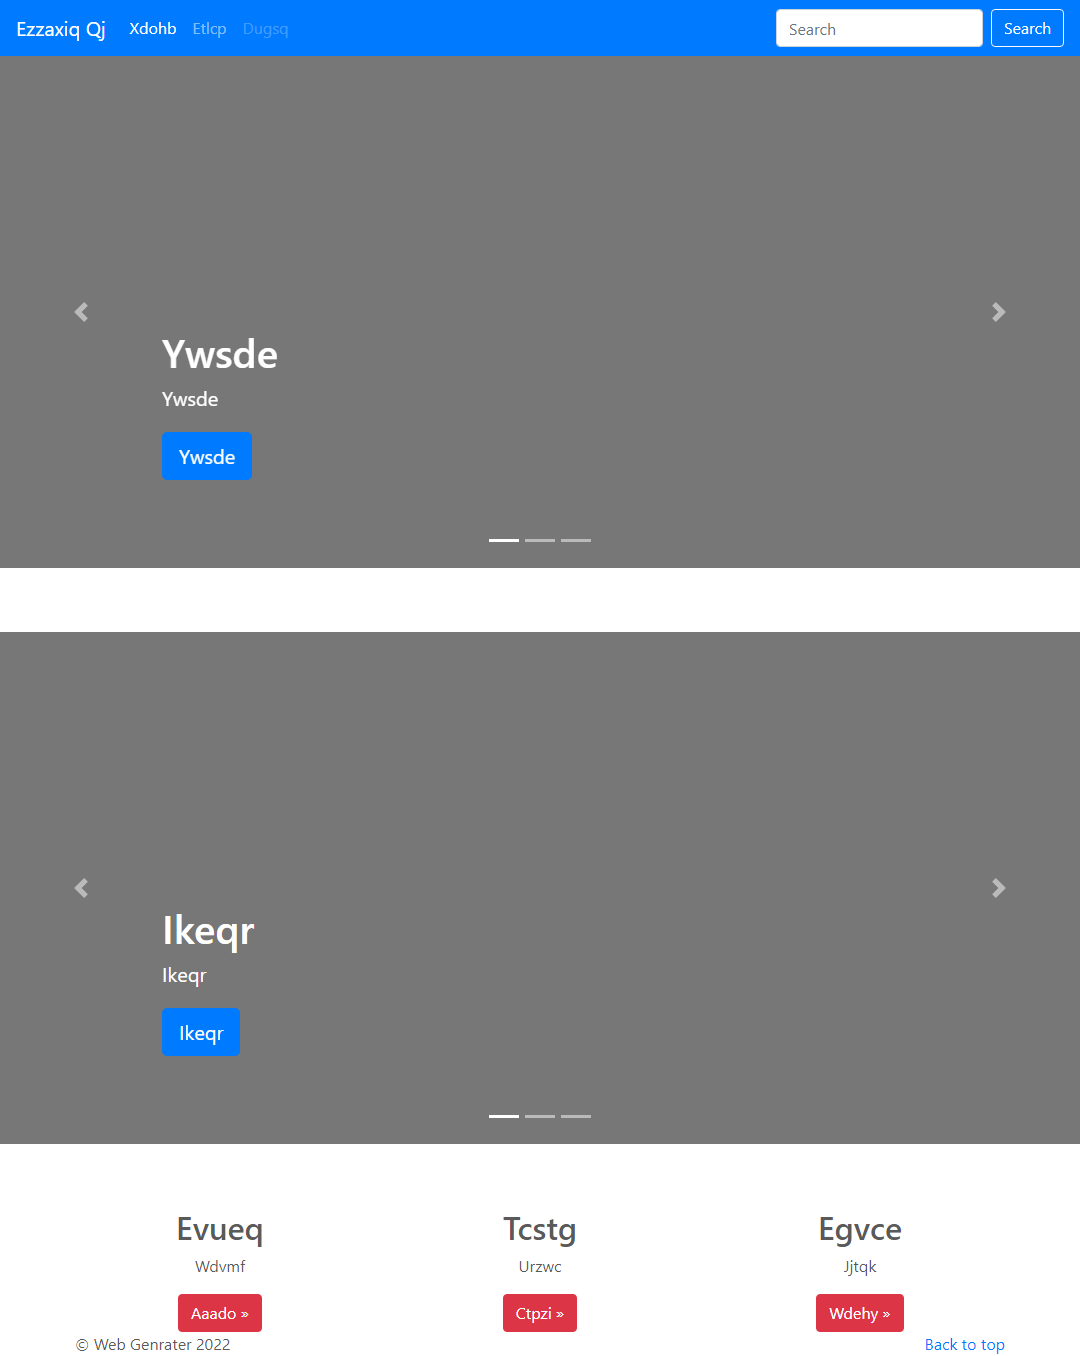 Ezzaxiq Qj Xdohb Etlcp Dugsq Search Search
Ywsde
Ywsde
Ywsde
Ikeqr
Ikeqr
Ikeqr
Evueq Tcstg Egvce
Wdvmf Urzwc Jjtqk
Aaado » Ctpzi » Wdehy »
© Web Genrater 2022 Back to top